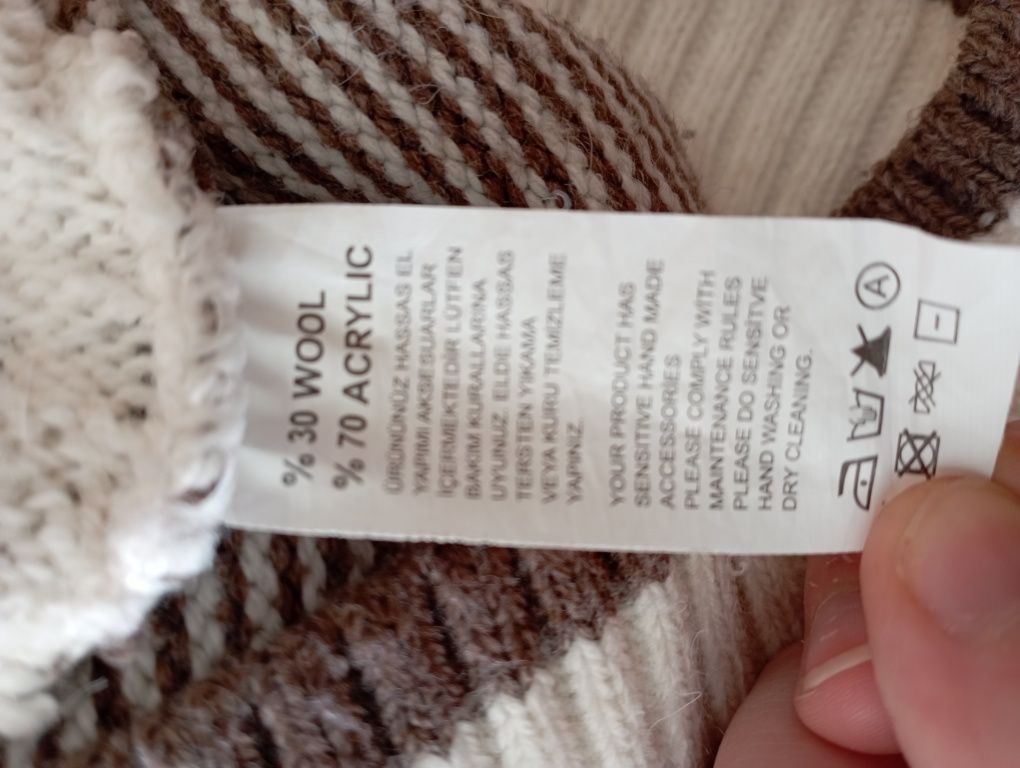 % 30 WOOL
% 70 ACRYLIC
ÜRÜNÜNÜZ HASSAS EL
YAPIMI AKSESUARLAR
İÇERMEKTEDİR LÜTFEN
BAKIM KURALLARINA
UYUNUZ. ELDE HASSAS
TERSTEN YIKAMA
VEYA KURU TEMİZLEME
YAPINIZ.
YOUR PRODUCT HAS
SENSITIVE HAND MADE
ACCESSORIES
PLEASE COMPLY WITH
MAINTENANCE RULES
PLEASE DO SENSITVE
HAND WASHING OR
DRY CLEANING.
A